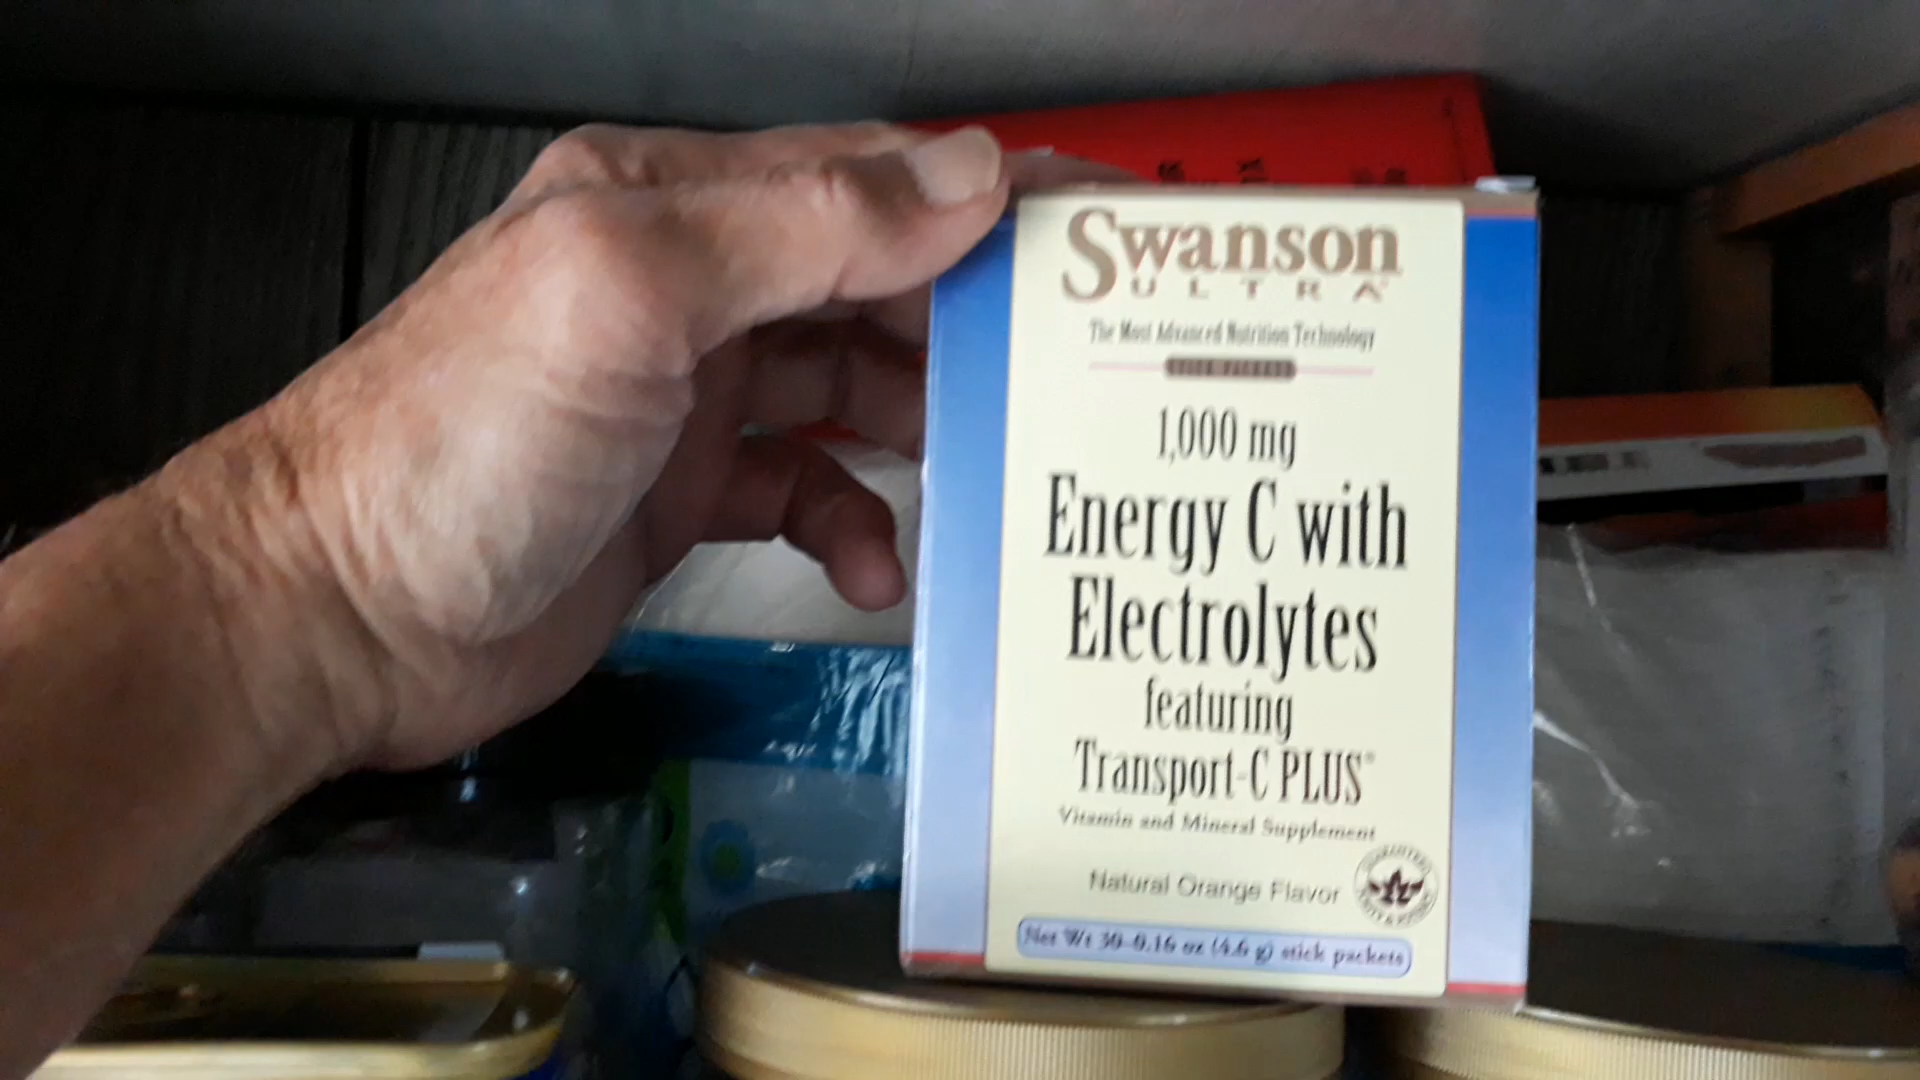 Swanson
ULTRA
The Most Advanced Nutrition Technology
1,000 mg
Energy C with
Electrolytes
featuring
Transport-C PLUS™
Vitamin and Mineral Supplement
Natural Orange Flavor
Net Wt 30-0.16 oz (4.6 g) stick packets